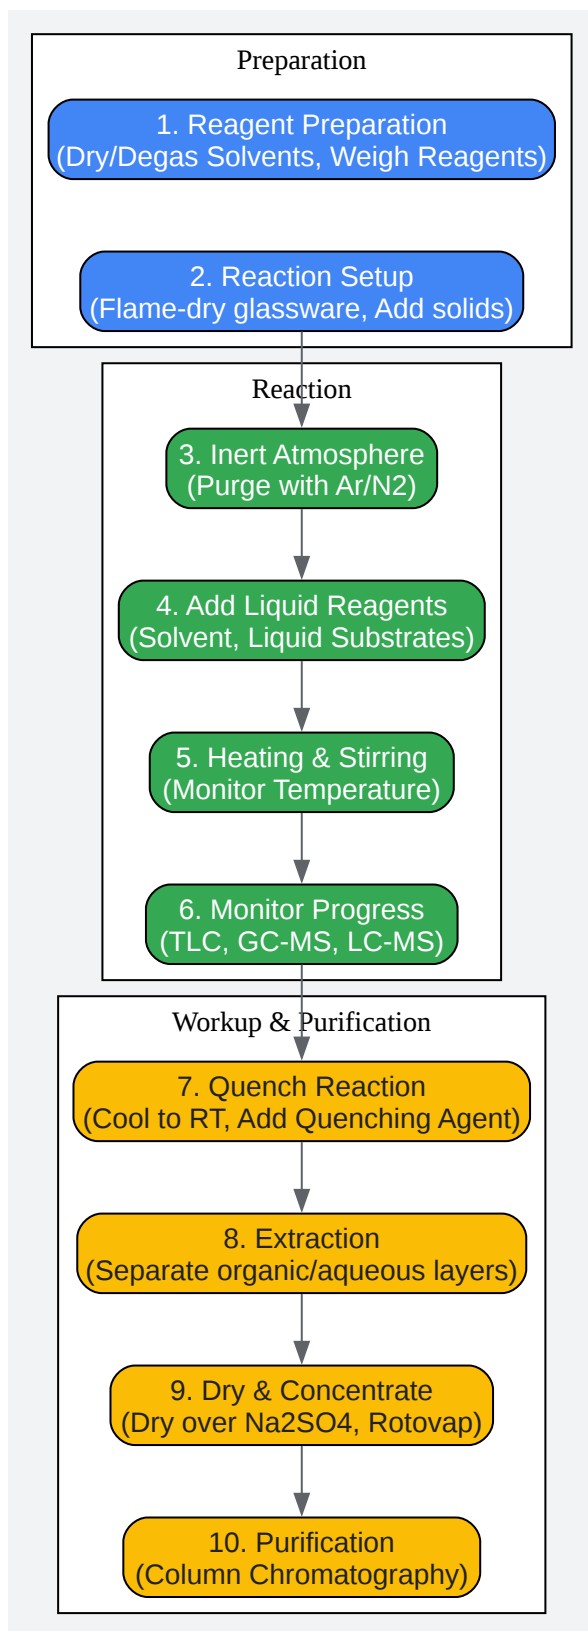 Preparation
1. Reagent Preparation
(Dry/Degas Solvents, Weigh Reagents)
2. Reaction Setup
(Flame-dry glassware, Add solids)
Reaction
3. Inert Atmosphere
(Purge with Ar/N2)
4. Add Liquid Reagents
(Solvent, Liquid Substrates)
5. Heating & Stirring
(Monitor Temperature)
6. Monitor Progress
(TLC, GC-MS, LC-MS)
Workup & Purification
7. Quench Reaction
(Cool to RT, Add Quenching Agent)
8. Extraction
(Separate organic/aqueous layers)
9. Dry & Concentrate
(Dry over Na2SO4, Rotovap)
10. Purification
(Column Chromatography)